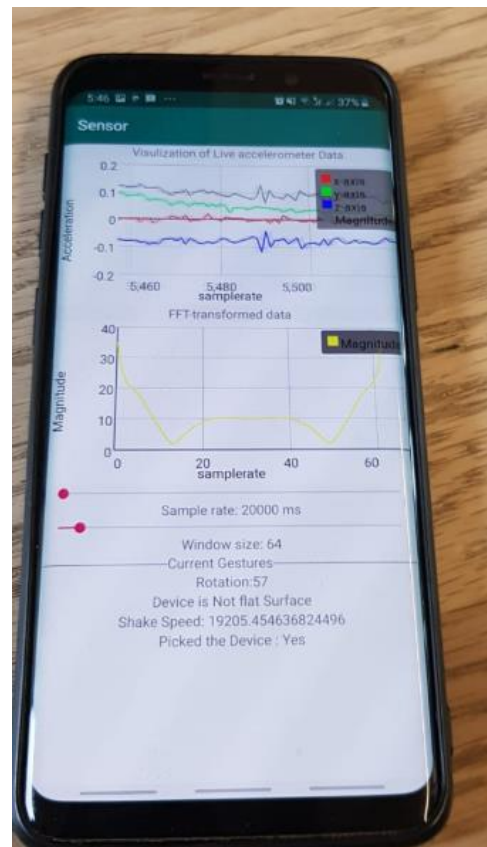 5:46 37%
Sensor
Visulization of Live accelerometer Data
0.2
0.1
0
-0.1
-0.2
Acceleration
x-axis
y-axis
z-axis
Magnitude
5,460 5,480 5,500
samplerate
FFT-transformed data
40
30
20
10
0
Magnitude
Magnitude
0 20 40 60
samplerate
Sample rate: 20000 ms
Window size: 64
Current Gestures
Rotation:57
Device is Not flat Surface
Shake Speed: 19205.454636824496
Picked the Device : Yes